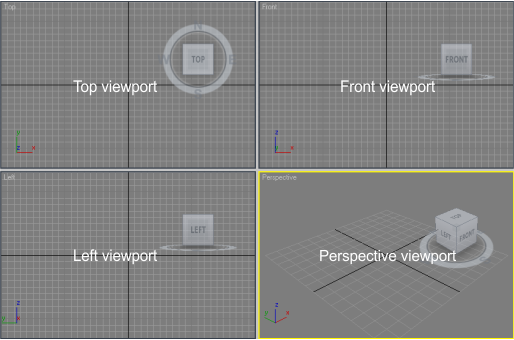 Top
N
W
TOP
E
S
Top viewport
y
z
x
Front
FRONT
Front viewport
z
x
Left
LEFT
Left viewport
z
y
x
Perspective
TOP
LEFT
FRONT
Perspective viewport
z
y
x